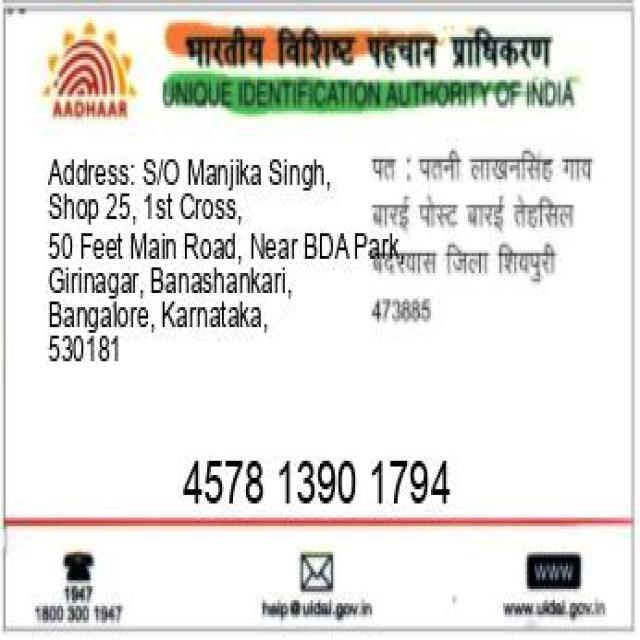 भारतीय विशिष्ट पहचान प्राधिकरण
AADHAAR
UNIQUE IDENTIFICATION AUTHORITY OF INDIA
Address: S/O Manjika Singh,
Shop 25, 1st Cross,
50 Feet Main Road, Near BDA Park,
Girinagar, Banashankari,
Bangalore, Karnataka,
530181
पत : पतनी लाखनसिंह गाय
बारई पोस्ट बारई तेहसिल
बदरवास जिला शिवपुरी
473885
4578 1390 1794
1947
1800 300 1947
help@uidai.gov.in
WWW
www.uidai.gov.in